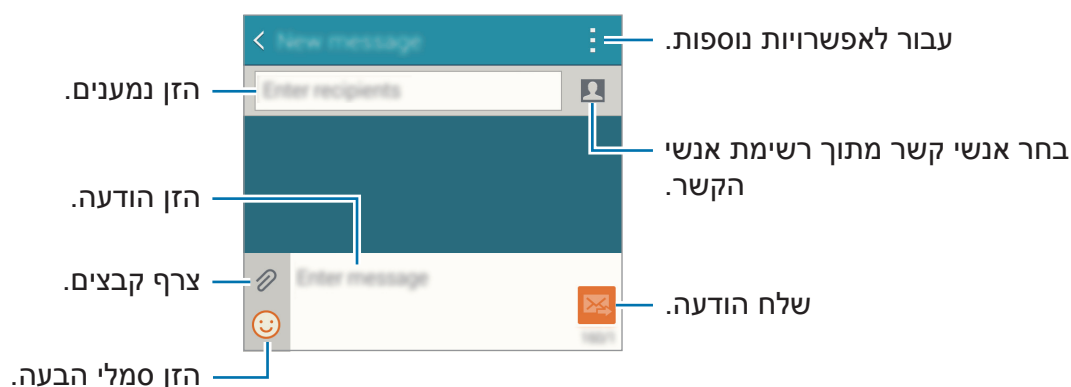 New message
עבור לאפשרויות נוספות.
הזן נמענים.
Enter recipients
בחר אנשי קשר מתוך רשימת אנשי
הקשר.
הזן הודעה.
צרף קבצים.
Enter message
שלח הודעה.
הזן סמלי הבעה.